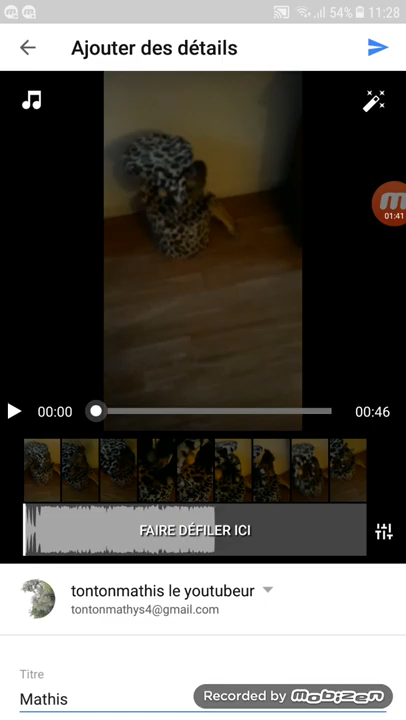 54% 11:28
Ajouter des détails
01:41
00:00
00:46
FAIRE DÉFILER ICI
tontonmathis le youtubeur
tontonmathys4@gmail.com
Titre
Mathis
Recorded by mobizen